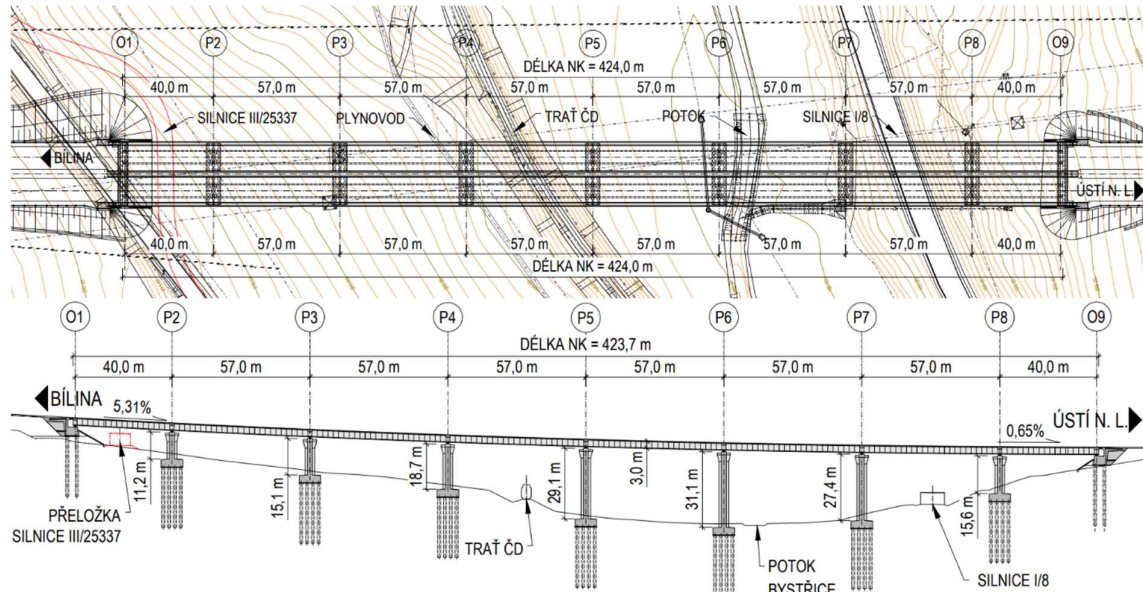 O1 P2 P3 P4 P5 P6 P7 P8 O9
DÉLKA NK = 424,0 m
40,0 m 57,0 m 57,0 m 57,0 m 57,0 m 57,0 m 57,0 m 40,0 m
SILNICE III/25337 PLYNOVOD TRAŤ ČD POTOK SILNICE I/8
BÍLINA
ÚSTÍ N. L.
40,0 m 57,0 m 57,0 m 57,0 m 57,0 m 57,0 m 57,0 m 40,0 m
DÉLKA NK = 424,0 m
O1 P2 P3 P4 P5 P6 P7 P8 O9
DÉLKA NK = 423,7 m
40,0 m 57,0 m 57,0 m 57,0 m 57,0 m 57,0 m 57,0 m 40,0 m
BÍLINA
5,31%
0,65%
ÚSTÍ N. L.
11,2 m
15,1 m
18,7 m
29,1 m
3,0 m
31,1 m
27,4 m
15,6 m
PŘELOŽKA
SILNICE III/25337
TRAŤ ČD
POTOK
BYSTŘICE
SILNICE I/8